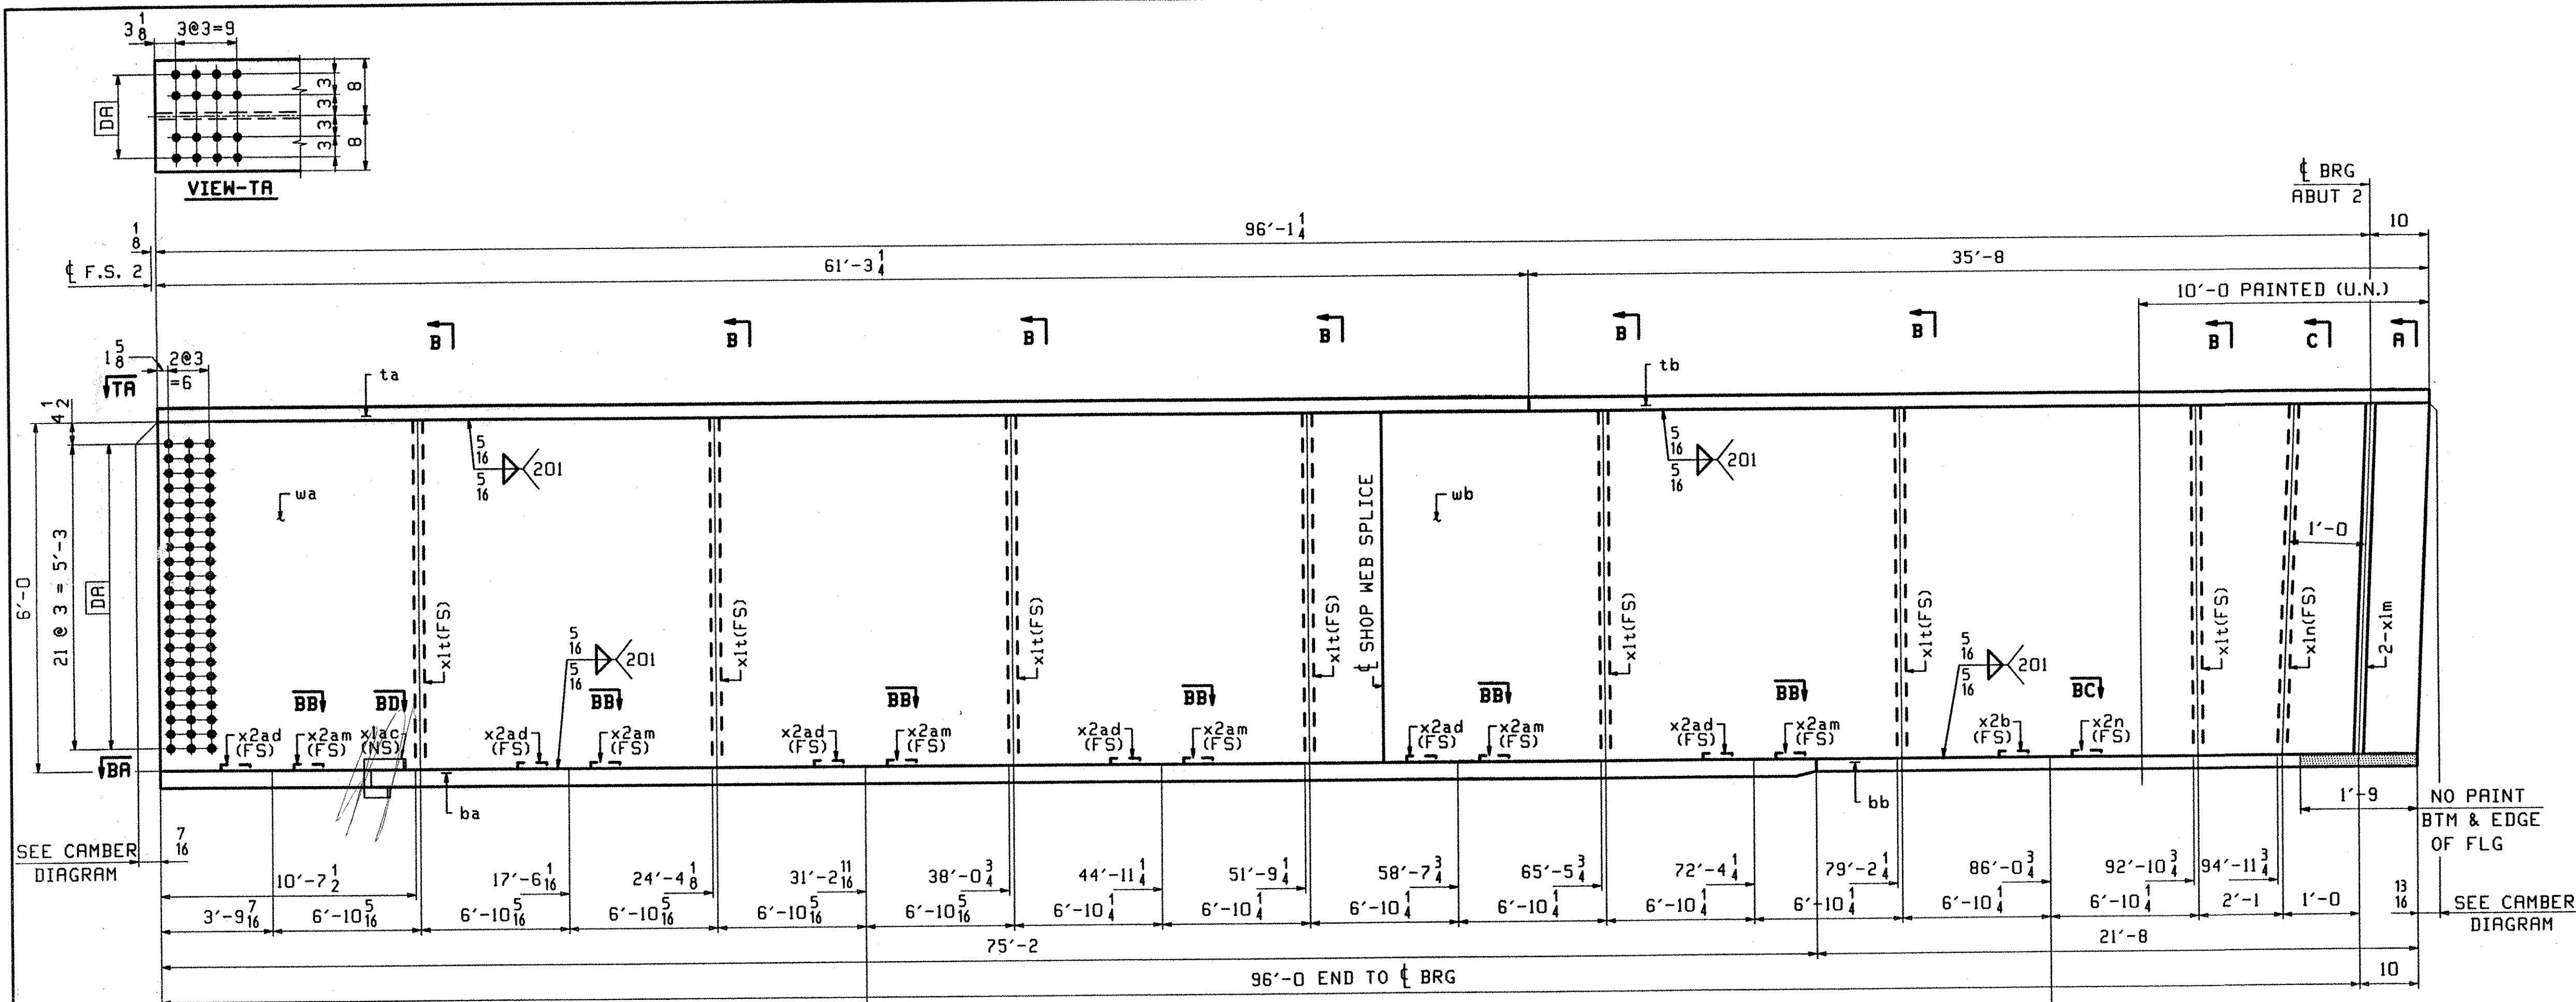 3 1/8
3@3=9
DA
3
3
3
3
8
8
VIEW-TA
℄ BRG
ABUT 2
1/8
96'-1 1/4
10
℄ F.S. 2
61'-3 1/4
35'-8
10'-0 PAINTED (U.N.)
B
B
B
B
B
B
B
C
A
1 5/8
2@3
=6
TA
ta
tb
4 1/2
5/16
5/16
201
5/16
5/16
201
wa
wb
6'-0
21 @ 3 = 5'-3
DA
℄ SHOP WEB SPLICE
1'-0
x1t(FS)
x1t(FS)
x1t(FS)
x1t(FS)
x1t(FS)
x1t(FS)
x1t(FS)
x1n(FS)
2-x1m
5/16
5/16
201
5/16
5/16
201
BB
BD
BB
BB
BB
BB
BB
BC
x2ad
(FS)
x2am
(FS)
x1ac
(NS)
x2ad
(FS)
x2am
(FS)
x2ad
(FS)
x2am
(FS)
x2ad
(FS)
x2am
(FS)
x2ad
(FS)
x2am
(FS)
x2ad
(FS)
x2am
(FS)
x2b
(FS)
x2n
(FS)
BA
ba
bb
1'-9
NO PAINT
BTM & EDGE
OF FLG
SEE CAMBER
DIAGRAM
7/16
10'-7 1/2
17'-6 1/16
24'-4 1/8
31'-2 11/16
38'-0 3/4
44'-11 1/4
51'-9 1/4
58'-7 3/4
65'-5 3/4
72'-4 1/4
79'-2 1/4
86'-0 3/4
92'-10 3/4
94'-11 3/4
3'-9 7/16
6'-10 5/16
6'-10 5/16
6'-10 5/16
6'-10 5/16
6'-10 5/16
6'-10 1/4
6'-10 1/4
6'-10 1/4
6'-10 1/4
6'-10 1/4
6'-10 1/4
6'-10 1/4
6'-10 1/4
2'-1
1'-0
13/16
SEE CAMBER
DIAGRAM
75'-2
21'-8
96'-0 END TO ℄ BRG
10